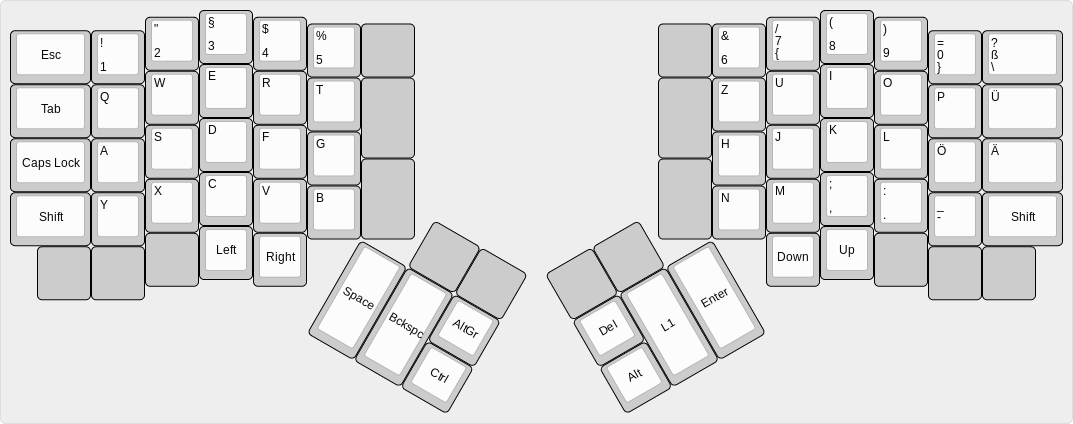 Esc
!
1
"
2
§
3
$
4
%
5
&
6
/
7
{
(
8
)
9
=
0
}
?
ß
\
Tab
Q
W
E
R
T
Z
U
I
O
P
Ü
Caps Lock
A
S
D
F
G
H
J
K
L
Ö
Ä
Shift
Y
X
C
V
B
N
M
;
,
:
.
_
-
Shift
Left
Right
Down
Up
Space
Bckspc
AltGr
Ctrl
Del
L1
Enter
Alt